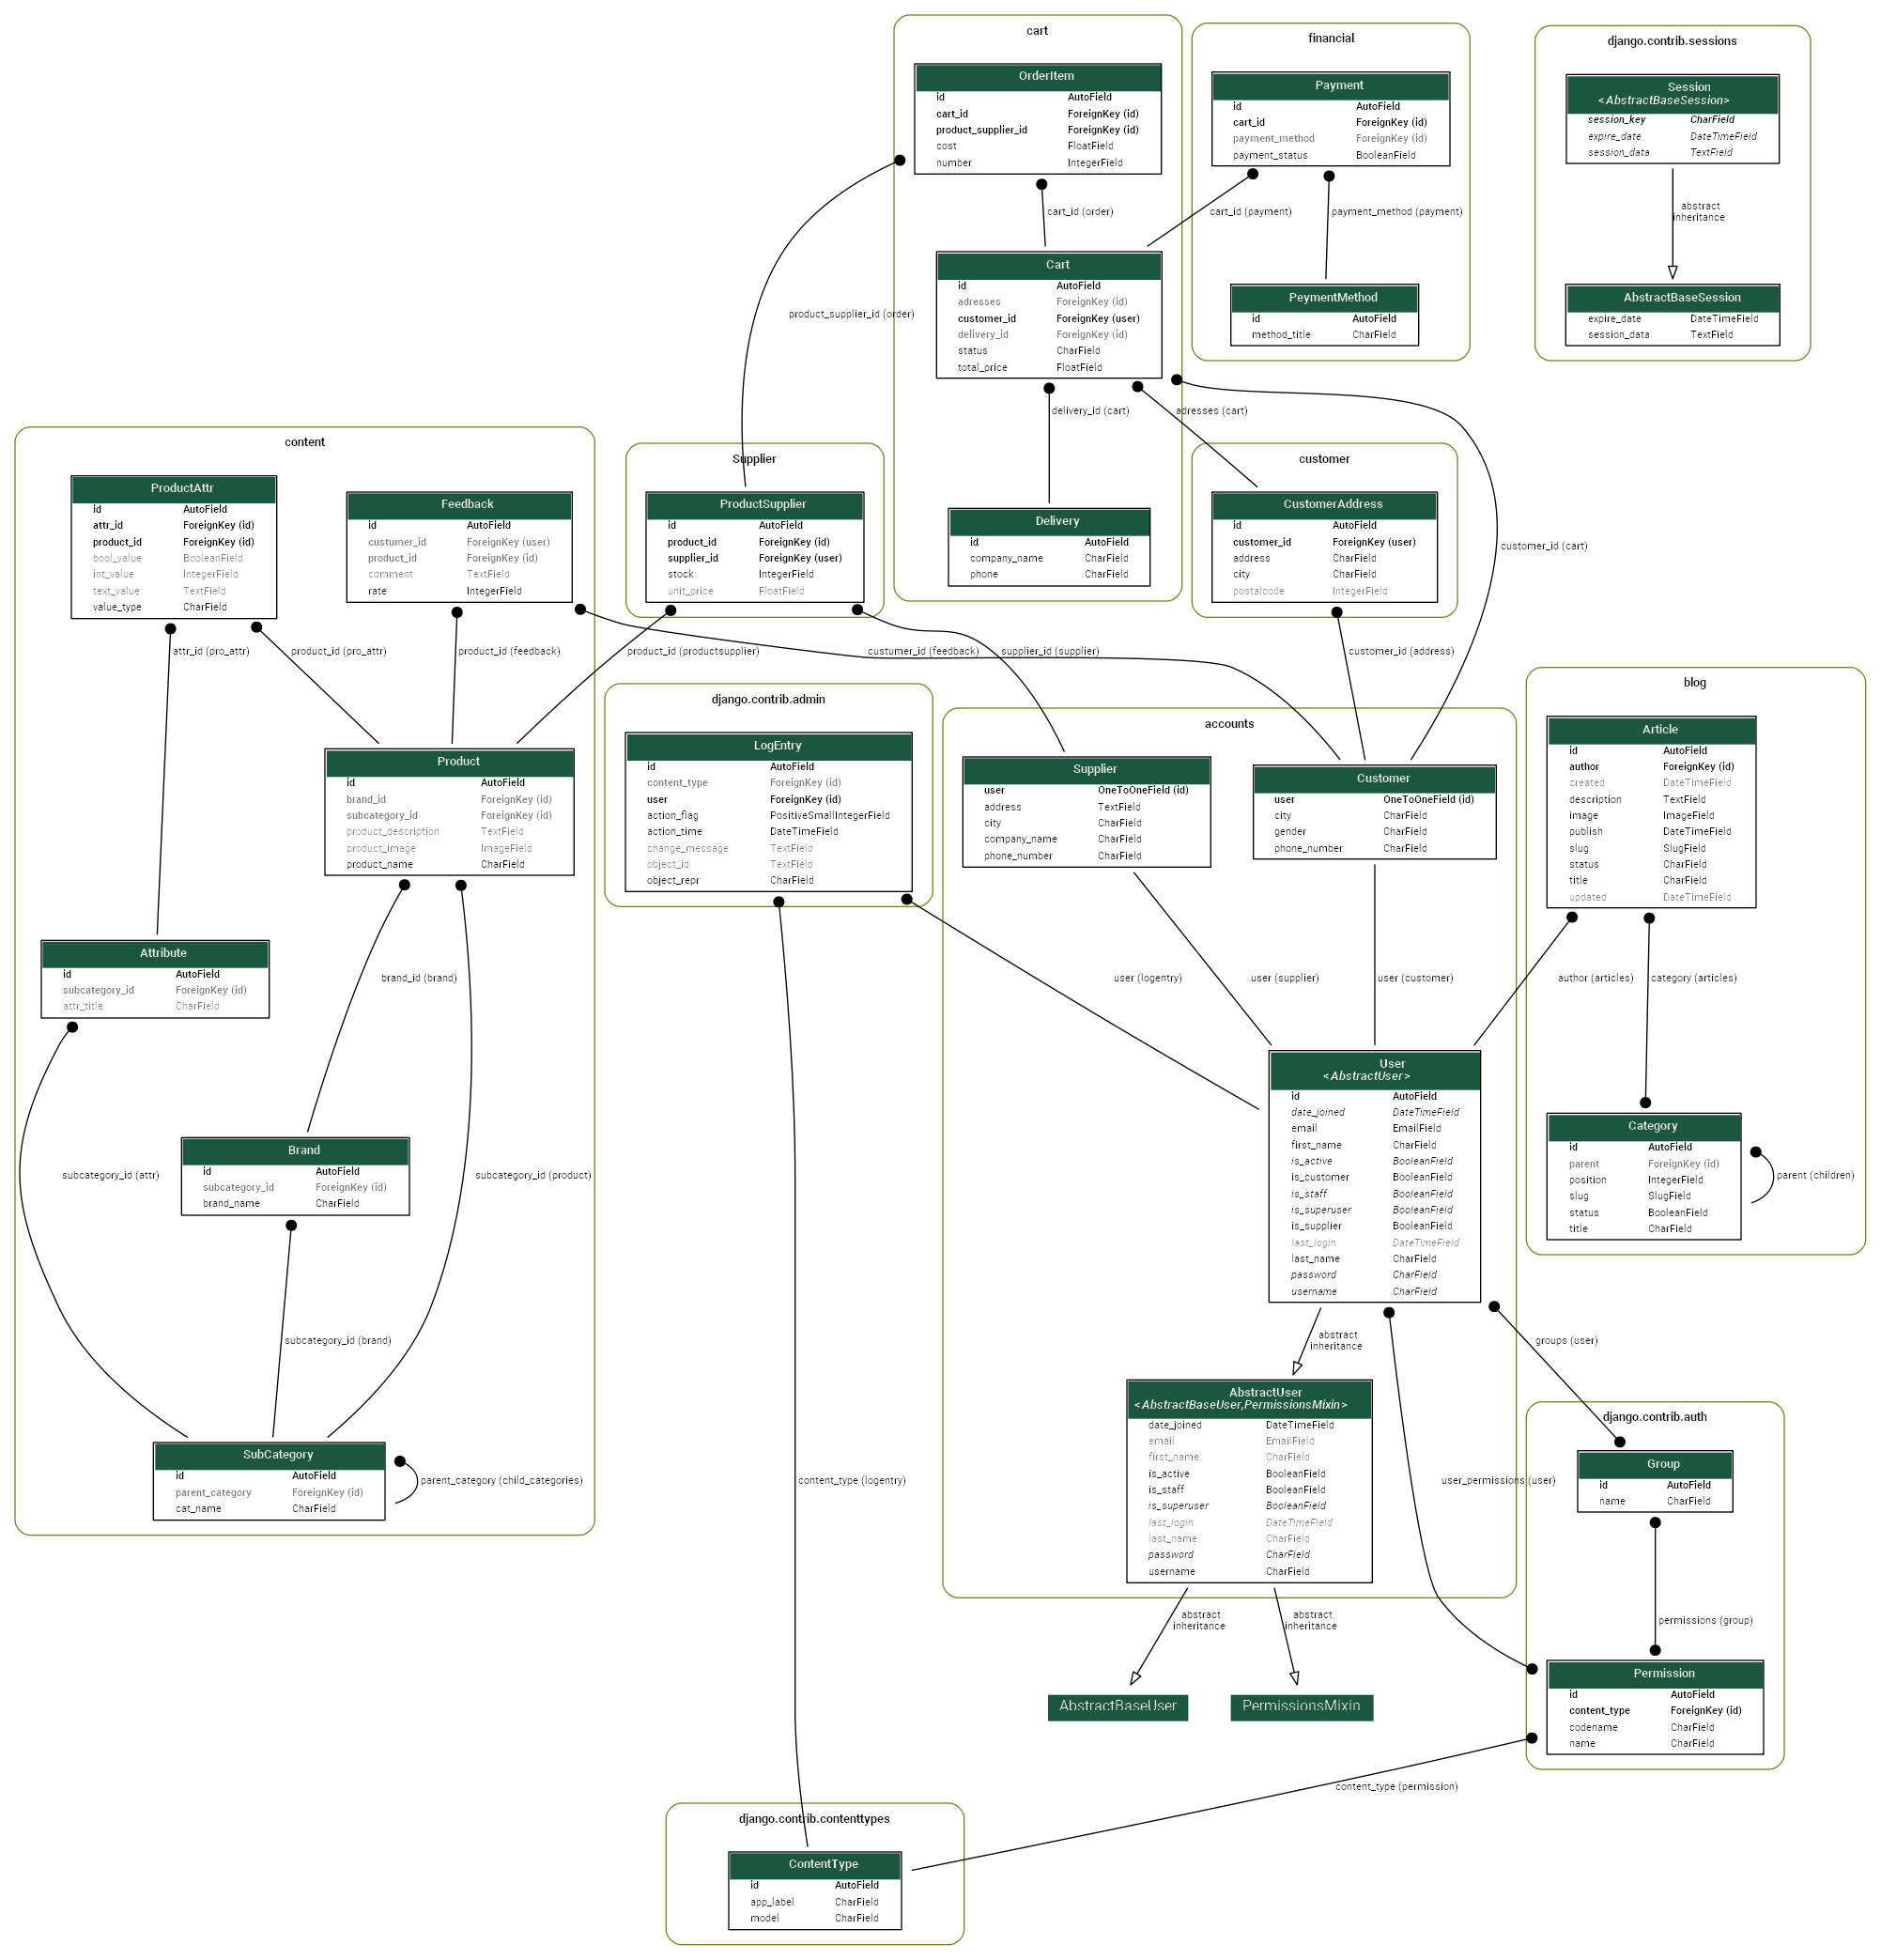 cart
OrderItem
id AutoField
cart_id ForeignKey (id)
product_supplier_id ForeignKey (id)
cost FloatField
number IntegerField
cart_id (order)
product_supplier_id (order)
Cart
id AutoField
adresses ForeignKey (id)
customer_id ForeignKey (user)
delivery_id ForeignKey (id)
status CharField
total_price FloatField
delivery_id (cart)
adresses (cart)
customer_id (cart)
Delivery
id AutoField
company_name CharField
phone CharField
financial
Payment
id AutoField
cart_id ForeignKey (id)
payment_method ForeignKey (id)
payment_status BooleanField
cart_id (payment)
payment_method (payment)
PeymentMethod
id AutoField
method_title CharField
django.contrib.sessions
Session
<AbstractBaseSession>
session_key CharField
expire_date DateTimeField
session_data TextField
abstract
inheritance
AbstractBaseSession
expire_date DateTimeField
session_data TextField
content
ProductAttr
id AutoField
attr_id ForeignKey (id)
product_id ForeignKey (id)
bool_value BooleanField
int_value IntegerField
text_value TextField
value_type CharField
Feedback
id AutoField
custumer_id ForeignKey (user)
product_id ForeignKey (id)
comment TextField
rate IntegerField
attr_id (pro_attr)
product_id (pro_attr)
product_id (feedback)
Product
id AutoField
brand_id ForeignKey (id)
subcategory_id ForeignKey (id)
product_description TextField
product_image ImageField
product_name CharField
Attribute
id AutoField
subcategory_id ForeignKey (id)
attr_title CharField
brand_id (brand)
Brand
id AutoField
subcategory_id ForeignKey (id)
brand_name CharField
subcategory_id (attr)
subcategory_id (product)
subcategory_id (brand)
SubCategory
id AutoField
parent_category ForeignKey (id)
cat_name CharField
parent_category (child_categories)
Supplier
ProductSupplier
id AutoField
product_id ForeignKey (id)
supplier_id ForeignKey (user)
stock IntegerField
unit_price FloatField
product_id (productsupplier)
custumer_id (feedback)
supplier_id (supplier)
customer
CustomerAddress
id AutoField
customer_id ForeignKey (user)
address CharField
city CharField
postalcode IntegerField
customer_id (address)
django.contrib.admin
LogEntry
id AutoField
content_type ForeignKey (id)
user ForeignKey (id)
action_flag PositiveSmallIntegerField
action_time DateTimeField
change_message TextField
object_id TextField
object_repr CharField
user (logentry)
content_type (logentry)
accounts
Supplier
user OneToOneField (id)
address TextField
city CharField
company_name CharField
phone_number CharField
Customer
user OneToOneField (id)
city CharField
gender CharField
phone_number CharField
user (supplier)
user (customer)
User
<AbstractUser>
id AutoField
date_joined DateTimeField
email EmailField
first_name CharField
is_active BooleanField
is_customer BooleanField
is_staff BooleanField
is_superuser BooleanField
is_supplier BooleanField
last_login DateTimeField
last_name CharField
password CharField
username CharField
abstract
inheritance
AbstractUser
<AbstractBaseUser,PermissionsMixin>
date_joined DateTimeField
email EmailField
first_name CharField
is_active BooleanField
is_staff BooleanField
is_superuser BooleanField
last_login DateTimeField
last_name CharField
password CharField
username CharField
abstract
inheritance
abstract
inheritance
AbstractBaseUser
PermissionsMixin
blog
Article
id AutoField
author ForeignKey (id)
created DateTimeField
description TextField
image ImageField
publish DateTimeField
slug SlugField
status CharField
title CharField
updated DateTimeField
author (articles)
category (articles)
Category
id AutoField
parent ForeignKey (id)
position IntegerField
slug SlugField
status BooleanField
title CharField
parent (children)
groups (user)
user_permissions (user)
django.contrib.auth
Group
id AutoField
name CharField
permissions (group)
Permission
id AutoField
content_type ForeignKey (id)
codename CharField
name CharField
content_type (permission)
django.contrib.contenttypes
ContentType
id AutoField
app_label CharField
model CharField